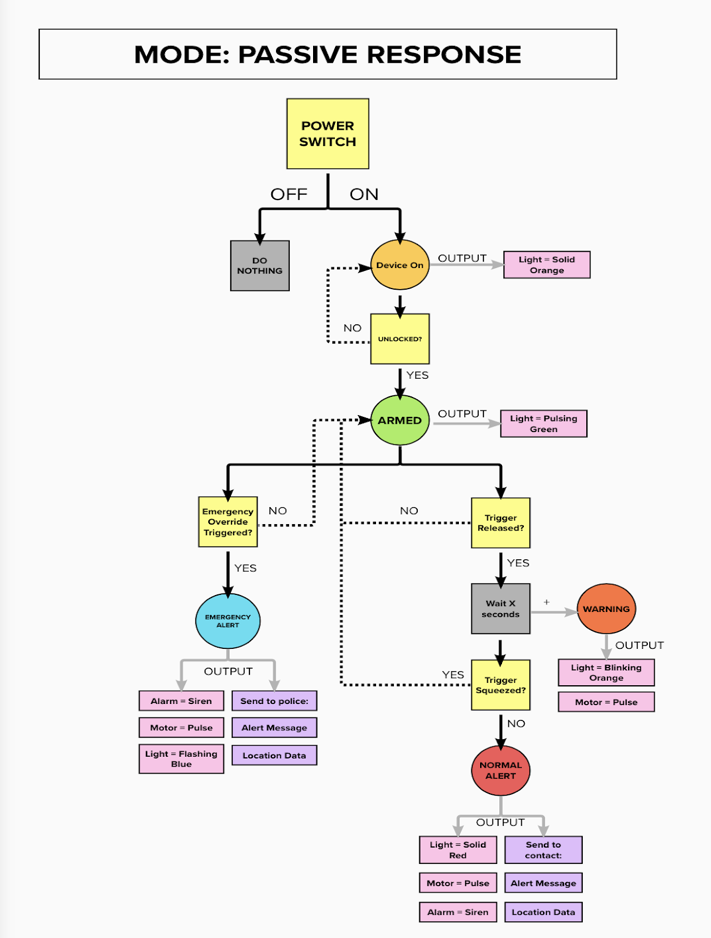 MODE: PASSIVE RESPONSE
POWER
SWITCH
OFF
ON
DO
NOTHING
Device On
OUTPUT
Light = Solid
Orange
NO
UNLOCKED?
YES
ARMED
OUTPUT
Light = Pulsing
Green
Emergency
Override
Triggered?
NO
NO
Trigger
Released?
YES
YES
Wait X
seconds
+
WARNING
EMERGENCY
ALERT
OUTPUT
OUTPUT
Light = Blinking
Orange
Motor = Pulse
YES
Trigger
Squeezed?
Alarm = Siren
Send to police:
Motor = Pulse
Alert Message
Light = Flashing
Blue
Location Data
NO
NORMAL
ALERT
OUTPUT
Light = Solid
Red
Send to
contact:
Motor = Pulse
Alert Message
Alarm = Siren
Location Data